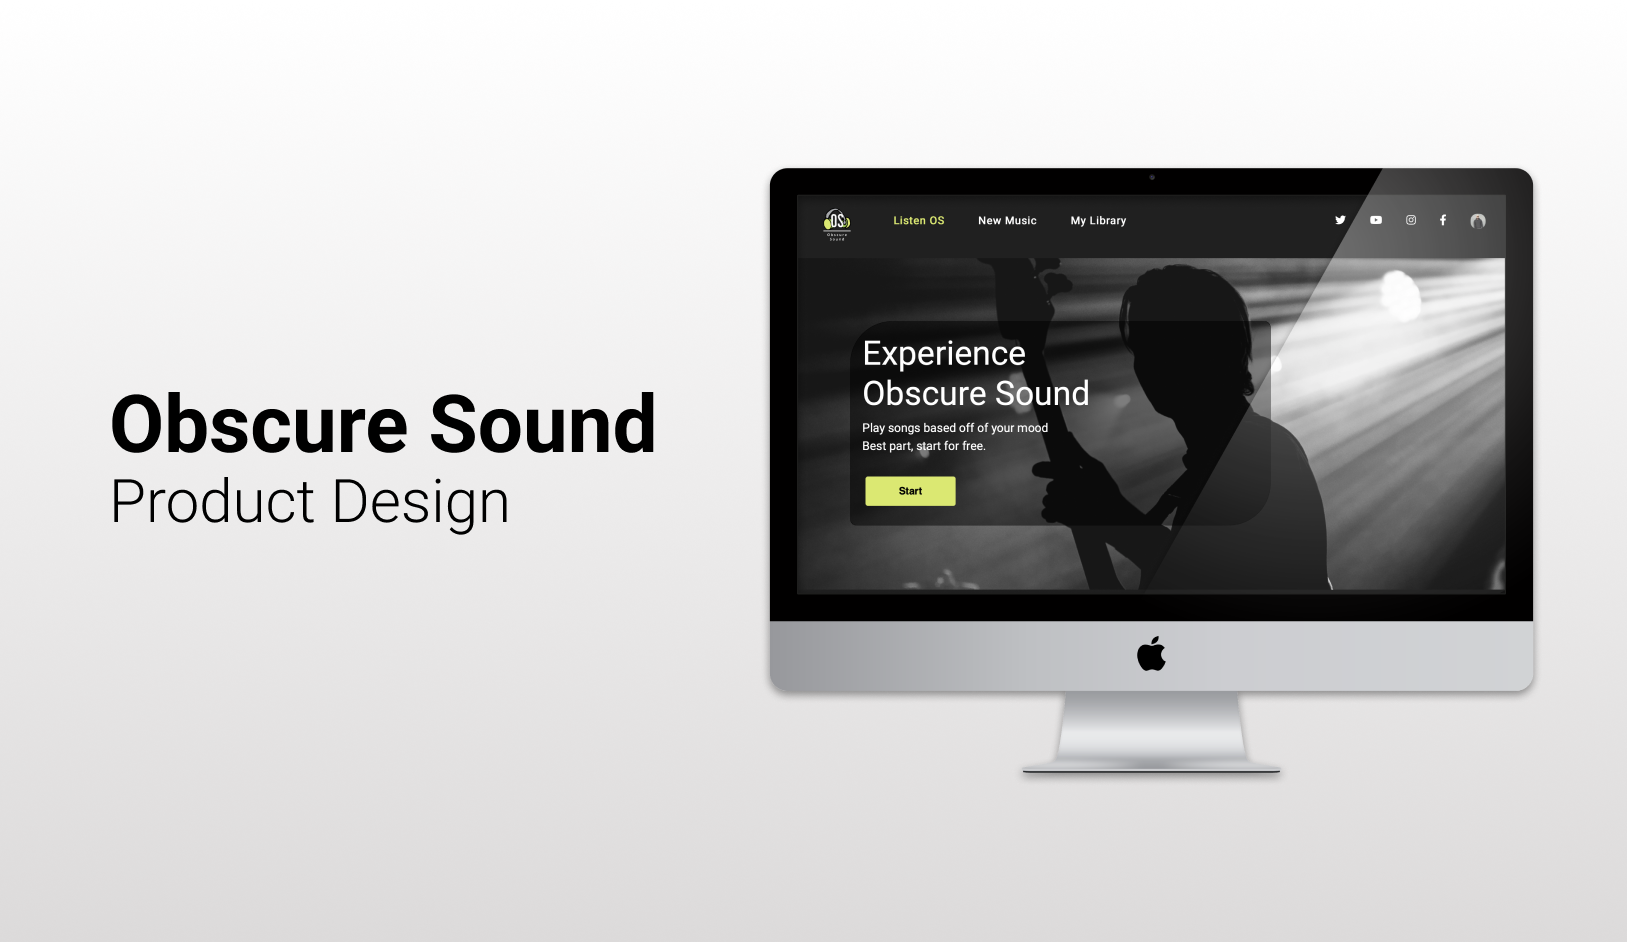 Obscure Sound
Product Design
OS
Obscure
Sound
Listen OS
New Music
My Library
Experience
Obscure Sound
Play songs based off of your mood
Best part, start for free.
Start